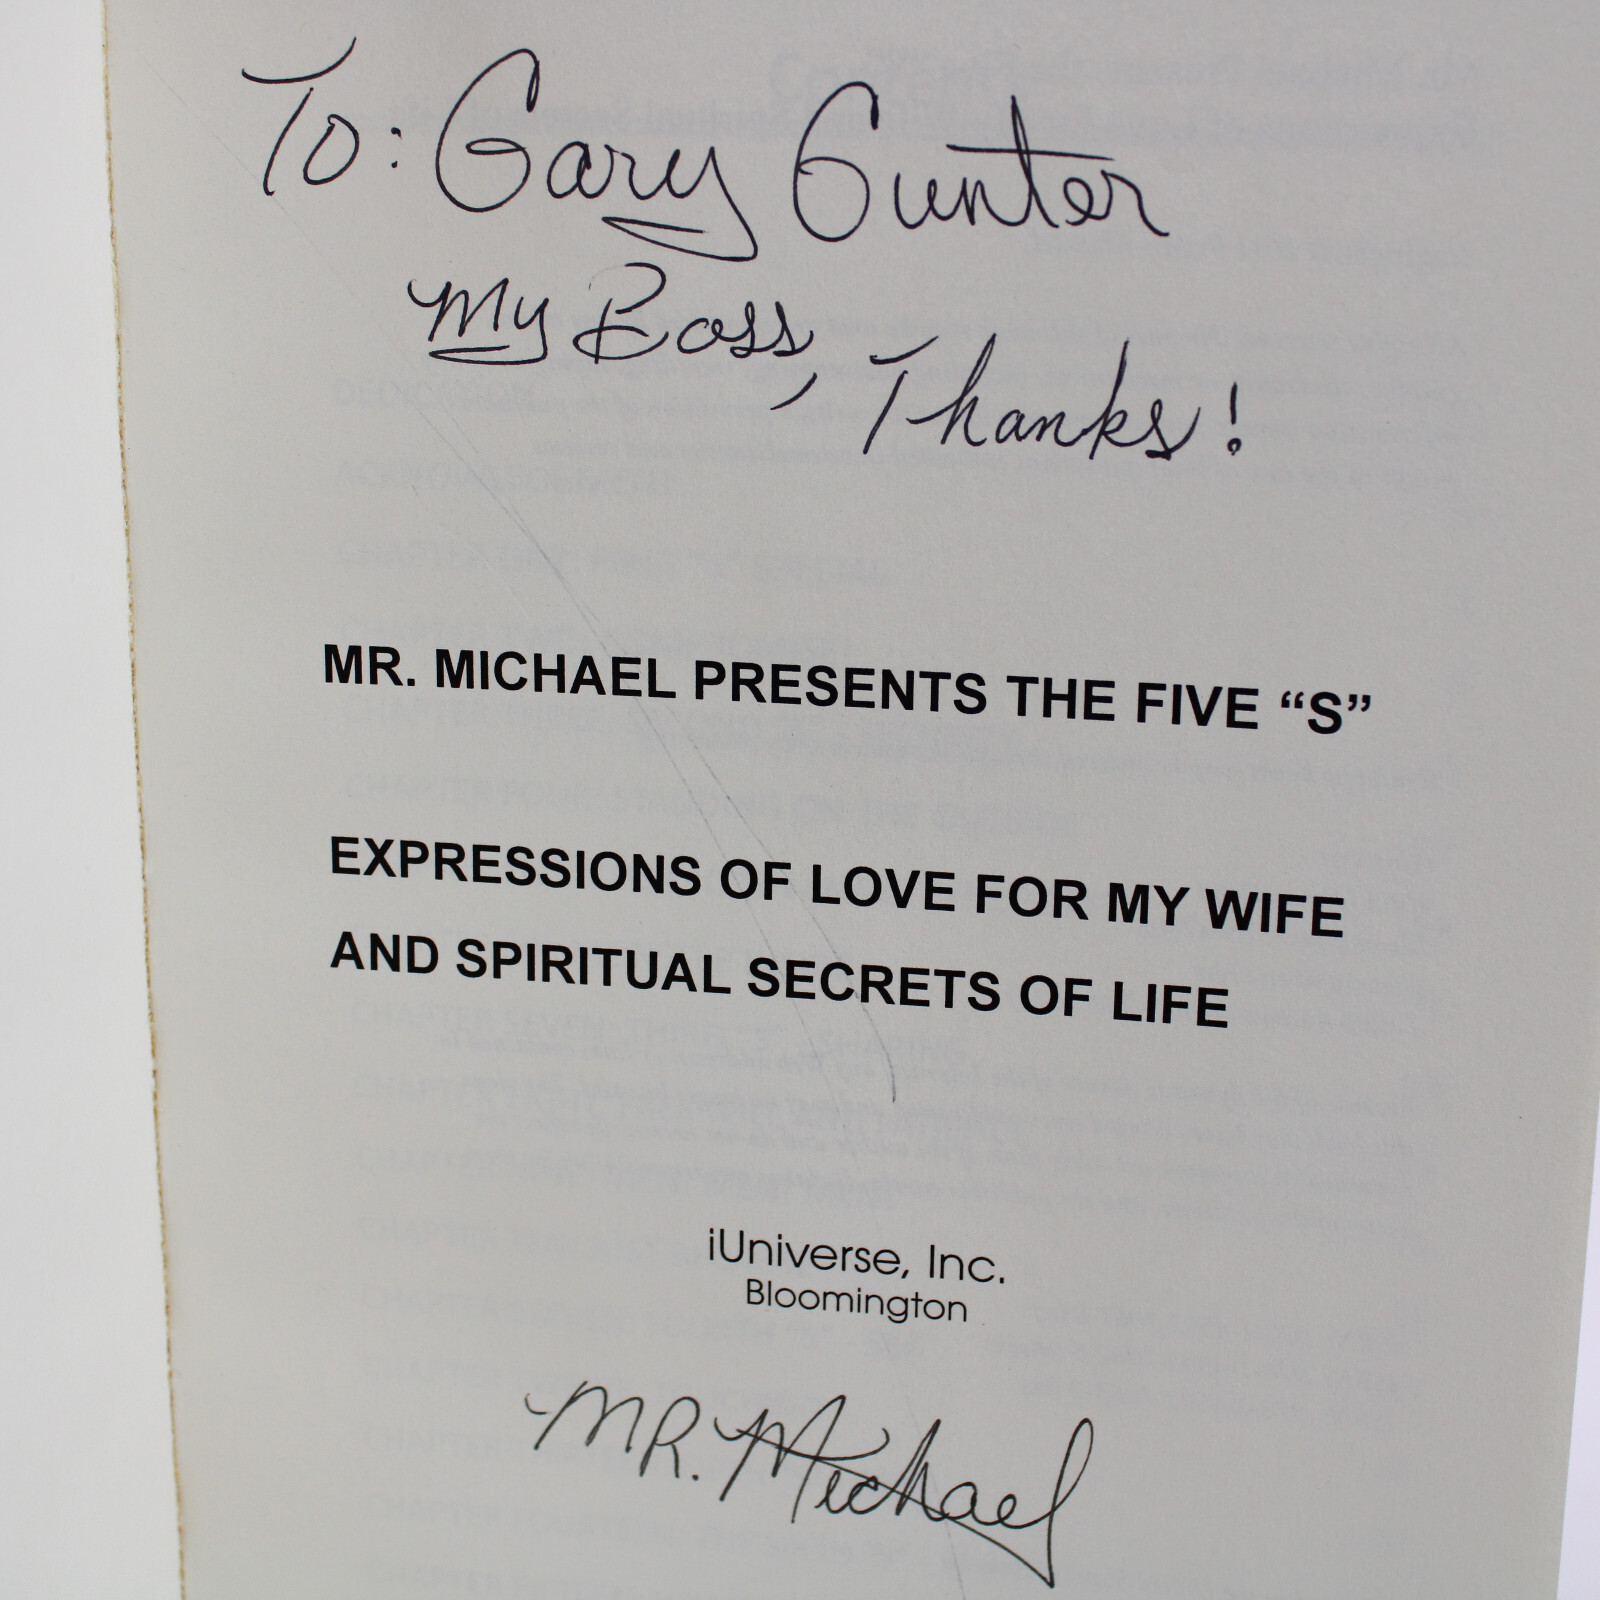 To: Gary Gunter
My Boss, Thanks!
MR. MICHAEL PRESENTS THE FIVE “S”
EXPRESSIONS OF LOVE FOR MY WIFE
AND SPIRITUAL SECRETS OF LIFE
iUniverse, Inc.
Bloomington
MR. Michael